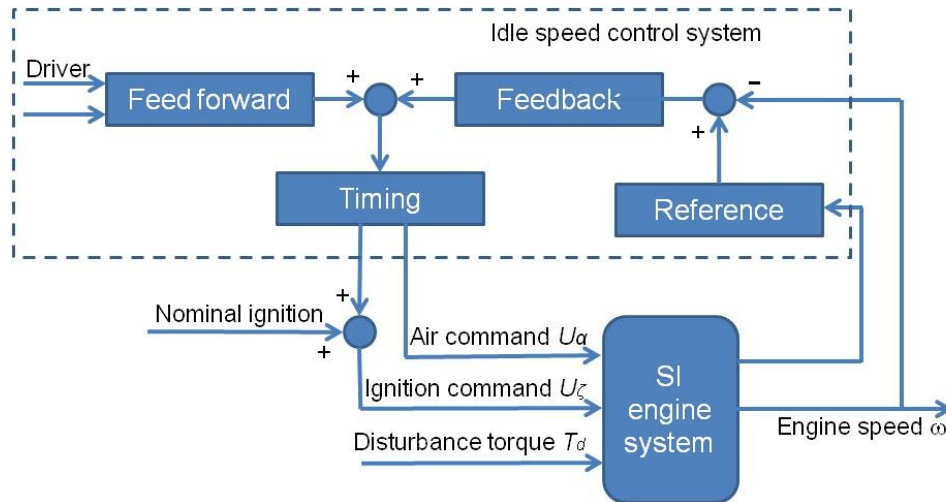 Idle speed control system
Driver
+
+
−
Feed forward
Feedback
+
Timing
Reference
+
Nominal ignition
+
Air command Uα
SI
engine
system
Ignition command Uζ
Engine speed ω
Disturbance torque Td